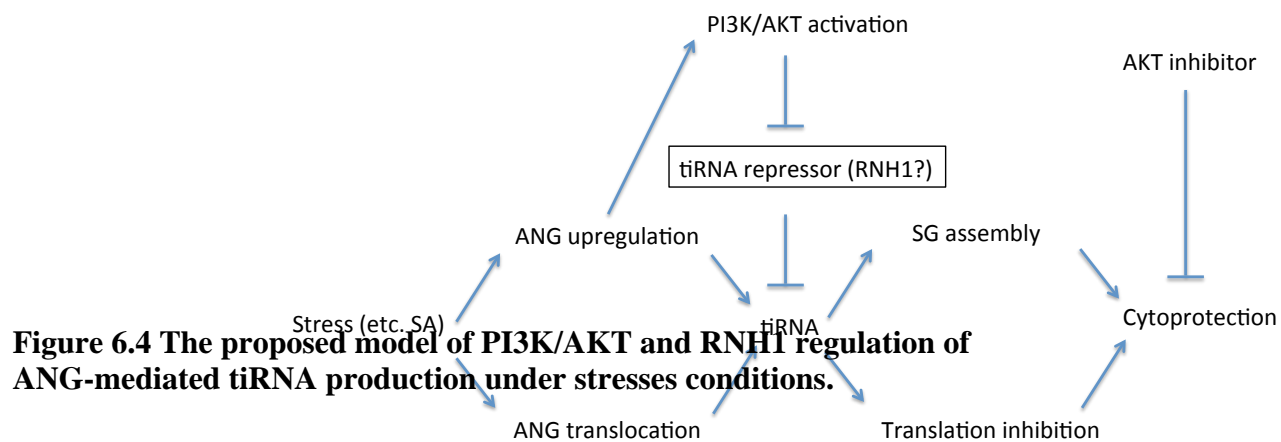 PI3K/AKT activation
AKT inhibitor
tiRNA repressor (RNH1?)
ANG upregulation
SG assembly
Stress (etc. SA)
tiRNA
Cytoprotection
Figure 6.4 The proposed model of PI3K/AKT and RNH1 regulation of
ANG-mediated tiRNA production under stresses conditions.
ANG translocation
Translation inhibition